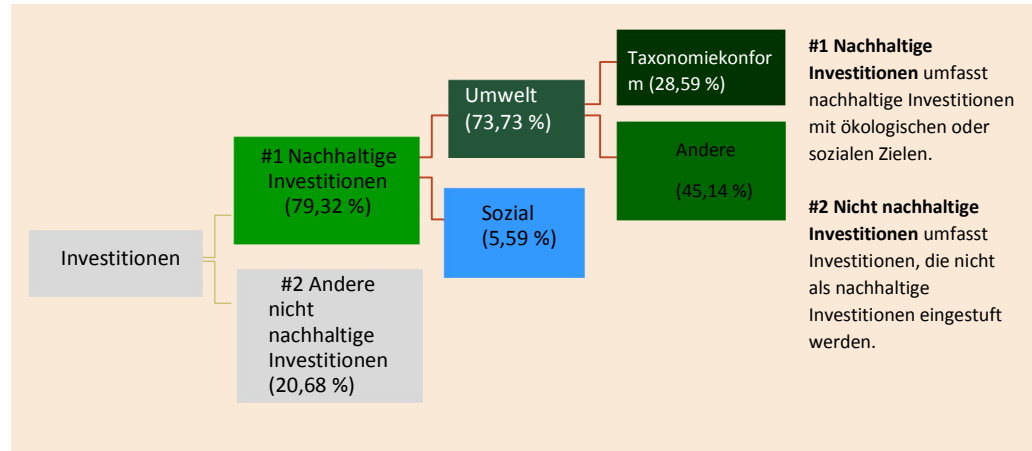 Investitionen
#1 Nachhaltige
Investitionen
(79,32 %)
#2 Andere
nicht
nachhaltige
Investitionen
(20,68 %)
Umwelt
(73,73 %)
Sozial
(5,59 %)
Taxonomiekonfor
m (28,59 %)
Andere
(45,14 %)
#1 Nachhaltige
Investitionen umfasst
nachhaltige Investitionen
mit ökologischen oder
sozialen Zielen.
#2 Nicht nachhaltige
Investitionen umfasst
Investitionen, die nicht
als nachhaltige
Investitionen eingestuft
werden.